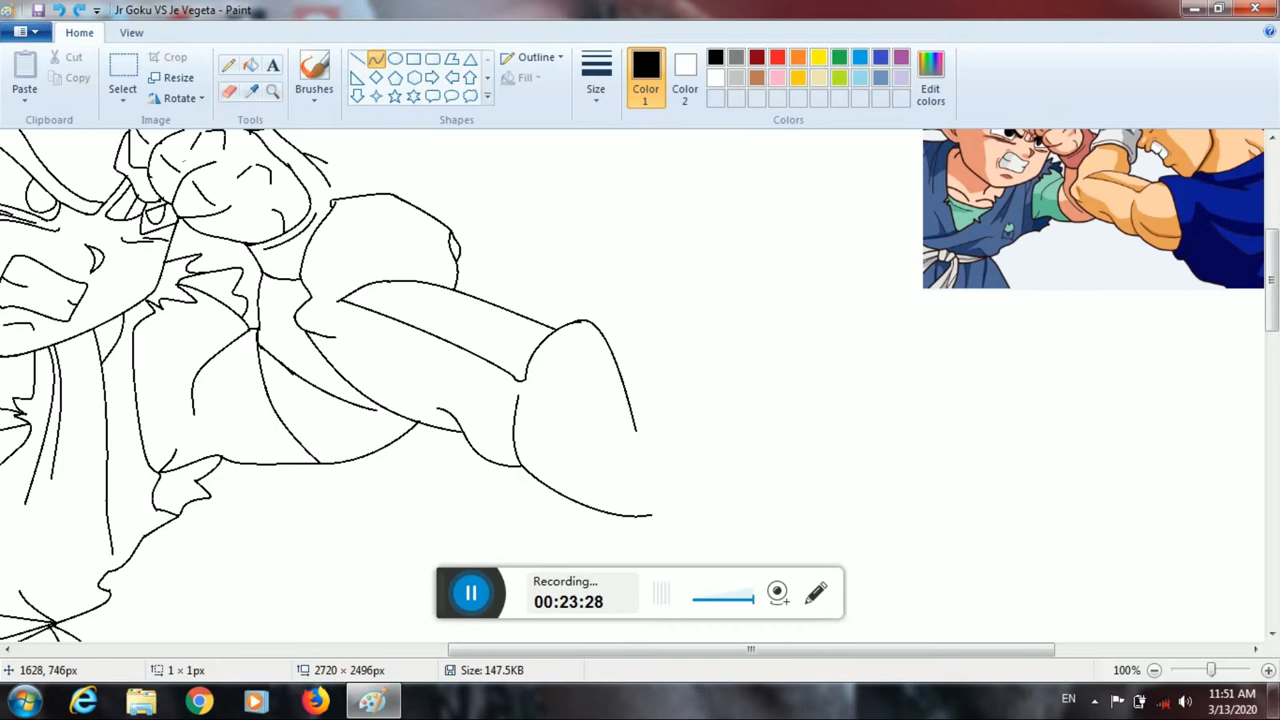 Jr Goku VS Je Vegeta - Paint
Home
View
Paste
Cut
Copy
Clipboard
Select
Crop
Resize
Rotate
Image
Tools
Brushes
Shapes
Outline
Fill
Size
Color 1
Color 2
Edit colors
Colors
Recording...
00:23:28
1628, 746px
1 × 1px
2720 × 2496px
Size: 147.5KB
100%
EN
11:51 AM
3/13/2020